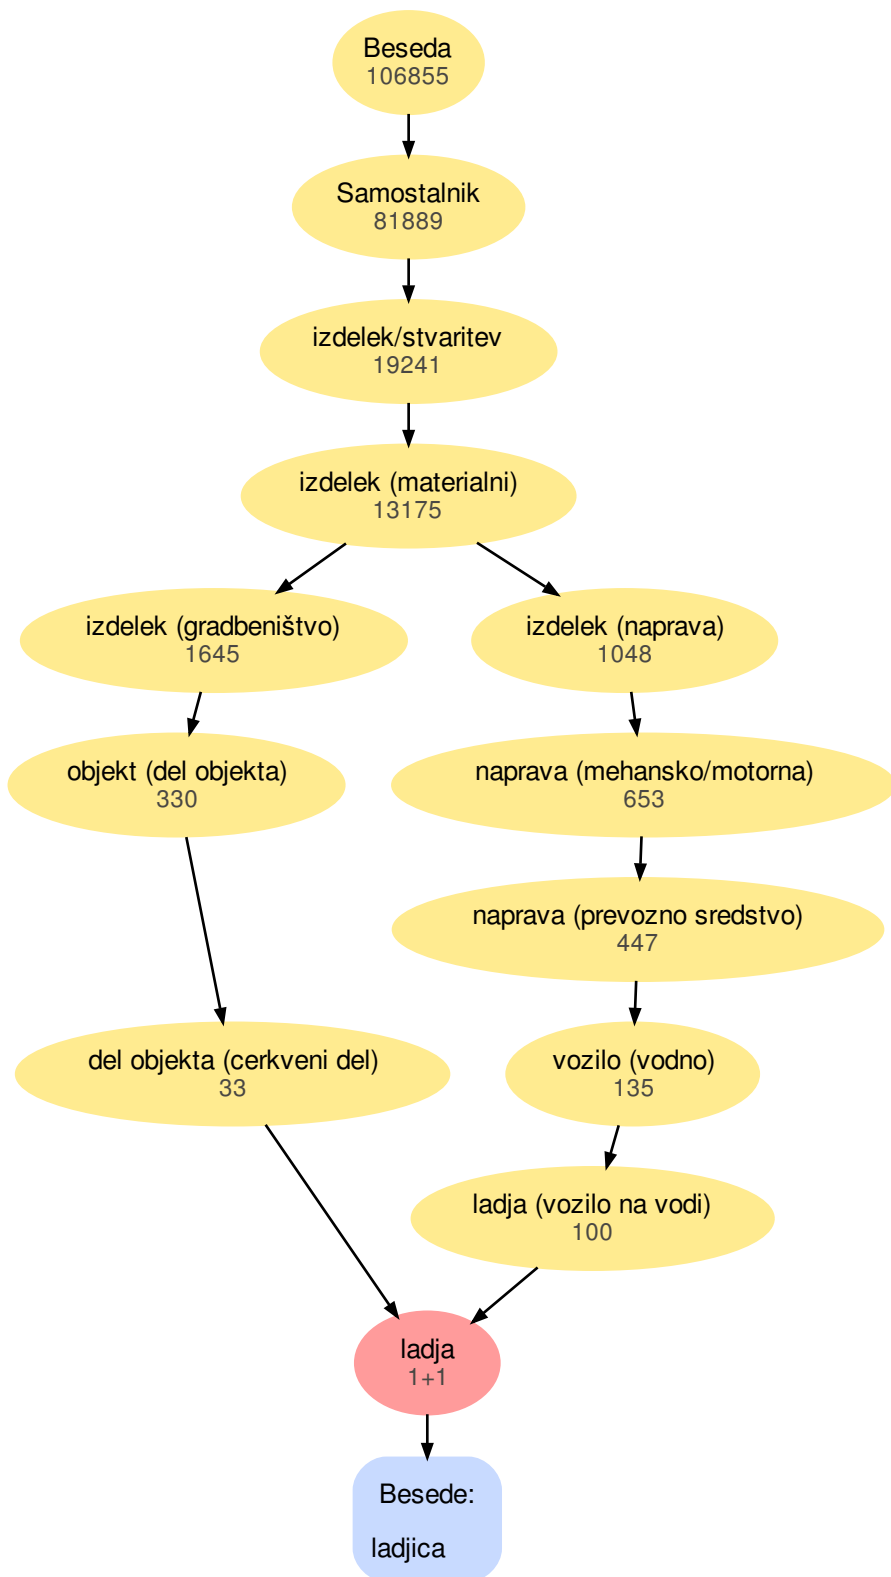 Beseda
106855
Samostalnik
81889
izdelek/stvaritev
19241
izdelek (materialni)
13175
izdelek (gradbeništvo)
1645
izdelek (naprava)
1048
objekt (del objekta)
330
naprava (mehansko/motorna)
653
naprava (prevozno sredstvo)
447
del objekta (cerkveni del)
33
vozilo (vodno)
135
ladja (vozilo na vodi)
100
ladja
1+1
Besede:
ladjica